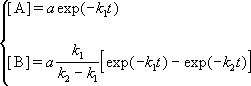 [A] = a exp(−k₁t)
[B] = a k₁/(k₂ − k₁) [exp(−k₁t) − exp(−k₂t)]